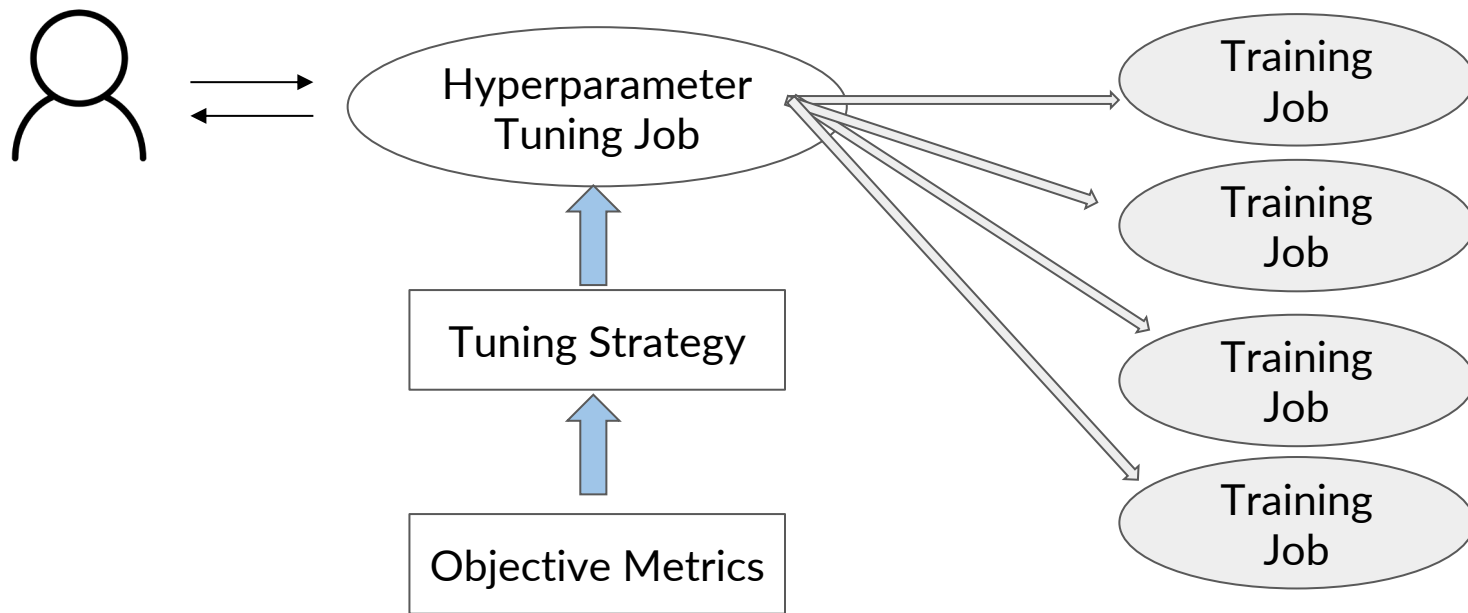 Hyperparameter
Tuning Job
Tuning Strategy
Objective Metrics
Training
Job
Training
Job
Training
Job
Training
Job